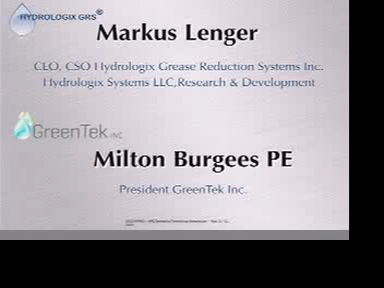 HYDROLOGIX GRS®
Markus Lenger
CEO, CSO Hydrologix Grease Reduction Systems Inc.
Hydrologix Systems LLC,Research & Development
GreenTek INC
Milton Burgees PE
President GreenTek Inc.